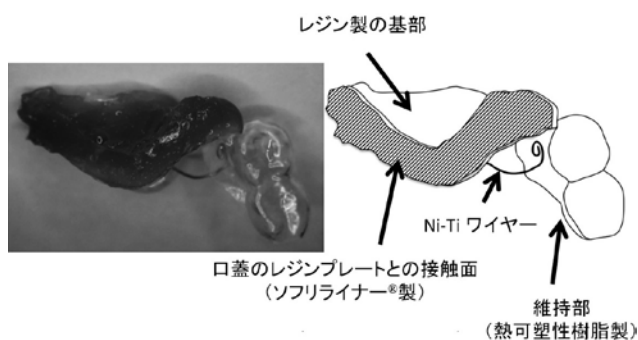 レジン製の基部
Ni-Ti ワイヤー
口蓋のレジンプレートとの接触面
(ソフリライナー®製)
維持部
(熱可塑性樹脂製)